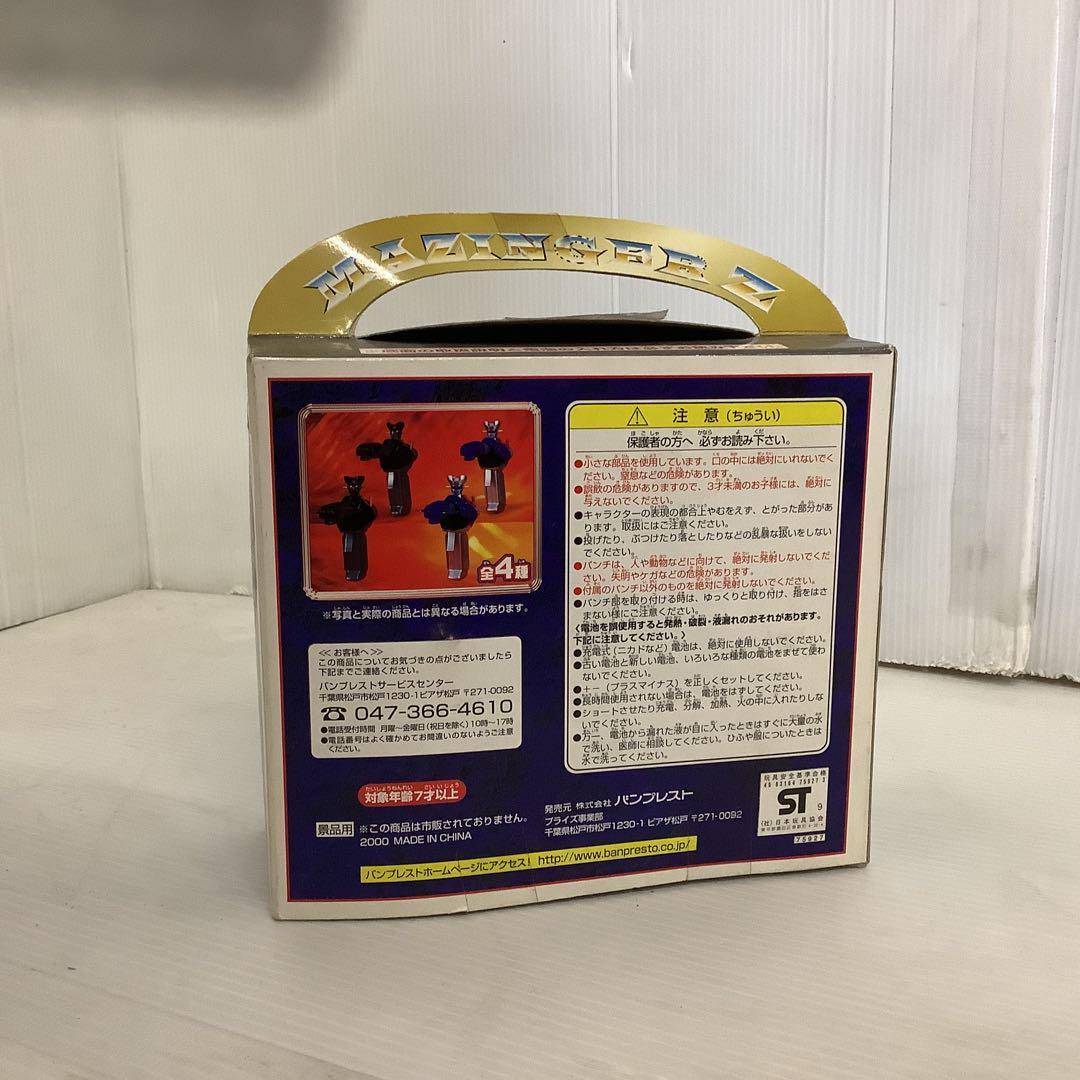 MAZINGER Z
全4種
※写真と実際の商品とは異なる場合があります。
≪お客様へ≫
この商品についてお気づきの点がございましたら
下記までご連絡ください。
バンプレストサービスセンター
千葉県松戸市松戸1230-1ピアザ松戸 〒271-0092
☎ 047-366-4610
●電話受付時間 月曜~金曜日(祝日を除く)10時~17時
●電話番号はよく確かめてお間違いのないようご注意
ください。
対象年齢7才以上
たいしょうねんれい さいいじょう
景品用 ※この商品は市販されておりません。
2000 MADE IN CHINA
バンプレストホームページにアクセス! http://www.banpresto.co.jp/
⚠ 注意(ちゅうい)
保護者の方へ 必ずお読み下さい。
●小さな部品を使用しています。口の中には絶対にいれないでく
ださい。窒息などの危険があります。
●誤飲の危険がありますので、3才未満のお子様には、絶対に
与えないでください。
●キャラクターの表現の都合上やむをえず、とがった部分が
あります。取扱にはご注意ください。
●投げたり、ぶつけたり落としたりなどの乱暴な扱いをしない
でください。
●パンチは、人や動物などに向けて、絶対に発射しないでくだ
さい。失明やケガなどの危険があります。
●付属のパンチ以外のものを絶対に発射しないでください。
●パンチ部を取り付ける時は、ゆっくりと取り付け、指をはさ
まない様にご注意ください。
〈電池を誤使用すると発熱・破裂・液漏れのおそれがあります。
下記に注意してください。〉
●充電式(ニカドなど)電池は、絶対に使用しないでください。
●古い電池と新しい電池、いろいろな種類の電池をまぜて使わ
ないでください。
●+−(プラスマイナス)を正しくセットしてください。
●長時間使用されない場合は、電池をはずしてください。
●ショートさせたり充電、分解、加熱、火の中に入れたりしな
いでください。
●万一、電池から漏れた液が目に入ったときはすぐに大量の水
で洗い、医師に相談してください。ひふや服についたときは
水で洗ってください。
発売元 株式会社 バンプレスト
プライズ事業部
千葉県松戸市松戸1230-1 ピアザ松戸 〒271-0092
玩具安全基準合格
ST 9
(社)日本玩具協会
75927